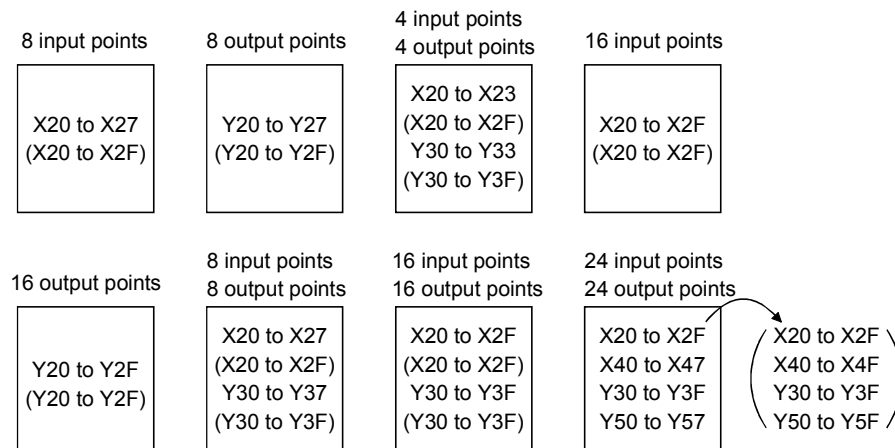 8 input points
X20 to X27
(X20 to X2F)
8 output points
Y20 to Y27
(Y20 to Y2F)
4 input points
4 output points
X20 to X23
(X20 to X2F)
Y30 to Y33
(Y30 to Y3F)
16 input points
X20 to X2F
(X20 to X2F)
16 output points
Y20 to Y2F
(Y20 to Y2F)
8 input points
8 output points
X20 to X27
(X20 to X2F)
Y30 to Y37
(Y30 to Y3F)
16 input points
16 output points
X20 to X2F
(X20 to X2F)
Y30 to Y3F
(Y30 to Y3F)
24 input points
24 output points
X20 to X2F
X40 to X47
Y30 to Y3F
Y50 to Y57
X20 to X2F
X40 to X4F
Y30 to Y3F
Y50 to Y5F